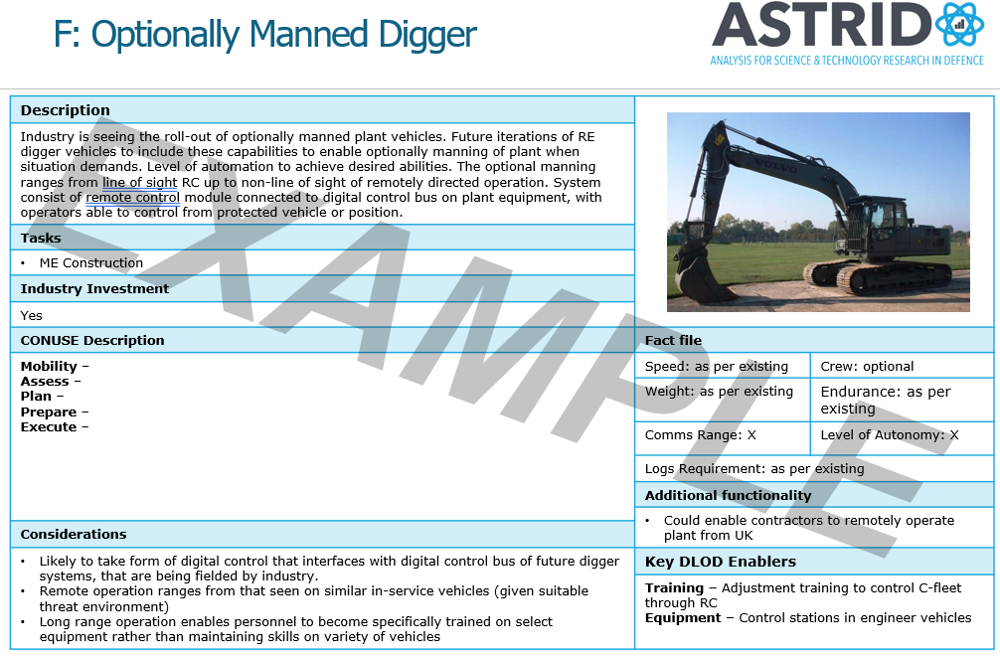 F: Optionally Manned Digger
ASTRID
ANALYSIS FOR SCIENCE & TECHNOLOGY RESEARCH IN DEFENCE
Description
Industry is seeing the roll-out of optionally manned plant vehicles. Future iterations of RE
digger vehicles to include these capabilities to enable optionally manning of plant when
situation demands. Level of automation to achieve desired abilities. The optional manning
ranges from line of sight RC up to non-line of sight of remotely directed operation. System
consist of remote control module connected to digital control bus on plant equipment, with
operators able to control from protected vehicle or position.
Tasks
• ME Construction
Industry Investment
Yes
CONUSE Description
Mobility –
Assess –
Plan –
Prepare –
Execute –
Considerations
• Likely to take form of digital control that interfaces with digital control bus of future digger
systems, that are being fielded by industry.
• Remote operation ranges from that seen on similar in-service vehicles (given suitable
threat environment)
• Long range operation enables personnel to become specifically trained on select
equipment rather than maintaining skills on variety of vehicles
VOLVO
Fact file
Speed: as per existing
Crew: optional
Weight: as per existing
Endurance: as per
existing
Comms Range: X
Level of Autonomy: X
Logs Requirement: as per existing
Additional functionality
• Could enable contractors to remotely operate
plant from UK
Key DLOD Enablers
Training – Adjustment training to control C-fleet
through RC
Equipment – Control stations in engineer vehicles
EXAMPLE